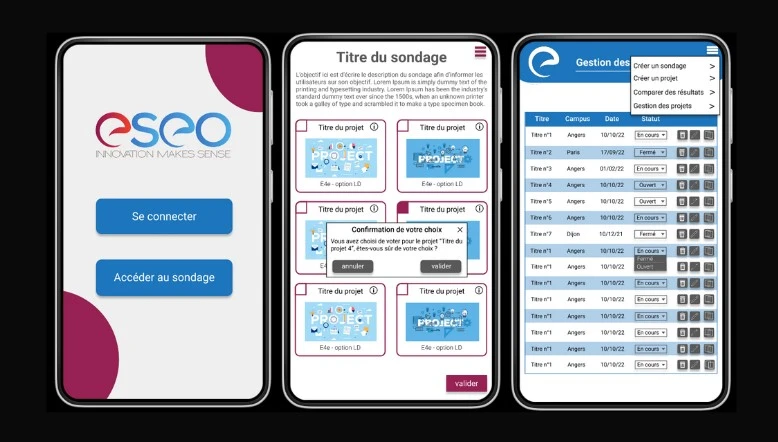 eseo
INNOVATION MAKES SENSE
Se connecter
Accéder au sondage
Titre du sondage
L'objectif ici est d'écrire le description du sondage afin d'informer les
utilisateurs sur son objectif. Lorem Ipsum is simply dummy text of the
printing and typesetting industry. Lorem Ipsum has been the industry's
standard dummy text ever since the 1500s, when an unknown printer
took a galley of type and scrambled it to make a type specimen book.
Titre du projet
Titre du projet
PROJECT
PROJECT
E4e - option LD
E4e - option LD
Titre du projet
Titre du projet
Confirmation de votre choix
Vous avez choisi de voter pour le projet "Titre du
projet 4", êtes-vous sûr de votre choix ?
annuler
valider
Titre du projet
Titre du projet
PROJECT
PROJECT
E4e - option LD
E4e - option LD
valider
Gestion des
Créer un sondage >
Créer un projet >
Comparer des résultats >
Gestion des projets >
Titre Campus Date Statut
Titre n°1 Angers 10/10/22 En cours
Titre n°2 Paris 17/09/22 Fermé
Titre n°3 Angers 01/02/22 En cours
Titre n°4 Angers 10/10/22 Ouvert
Titre n°5 Angers 10/10/22 Ouvert
Titre n°6 Angers 10/10/22 En cours
Titre n°7 Dijon 10/12/21 Fermé
Titre n°1 Angers 10/10/22 En cours
Fermé
Ouvert
Titre n°1 Angers 10/10/22
Titre n°1 Angers 10/10/22 En cours
Titre n°1 Angers 10/10/22 En cours
Titre n°1 Angers 10/10/22 En cours
Titre n°1 Angers 10/10/22 En cours
Titre n°1 Angers 10/10/22 En cours
Titre n°1 Angers 10/10/22 En cours